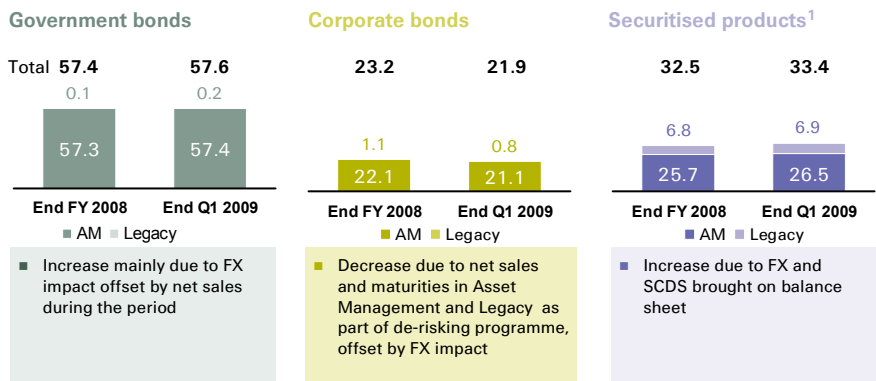 Government bonds
Total 57.4 57.6
0.1 0.2
57.3 57.4
End FY 2008 End Q1 2009
AM Legacy
Increase mainly due to FX
impact offset by net sales
during the period
Corporate bonds
23.2 21.9
1.1 0.8
22.1 21.1
End FY 2008 End Q1 2009
AM Legacy
Decrease due to net sales
and maturities in Asset
Management and Legacy as
part of de-risking programme,
offset by FX impact
Securitised products¹
32.5 33.4
6.8 6.9
25.7 26.5
End FY 2008 End Q1 2009
AM Legacy
Increase due to FX and
SCDS brought on balance
sheet